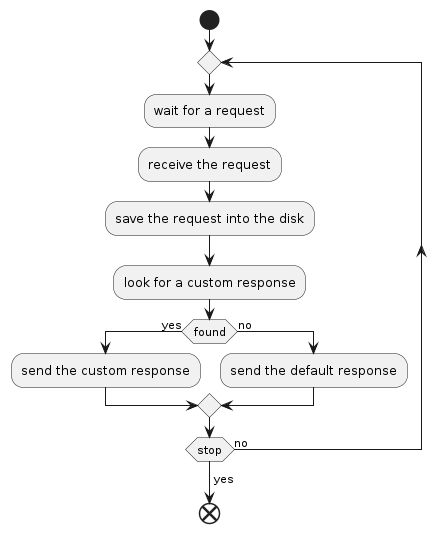 wait for a request
receive the request
save the request into the disk
look for a custom response
yes
found
no
send the custom response
send the default response
stop
no
yes